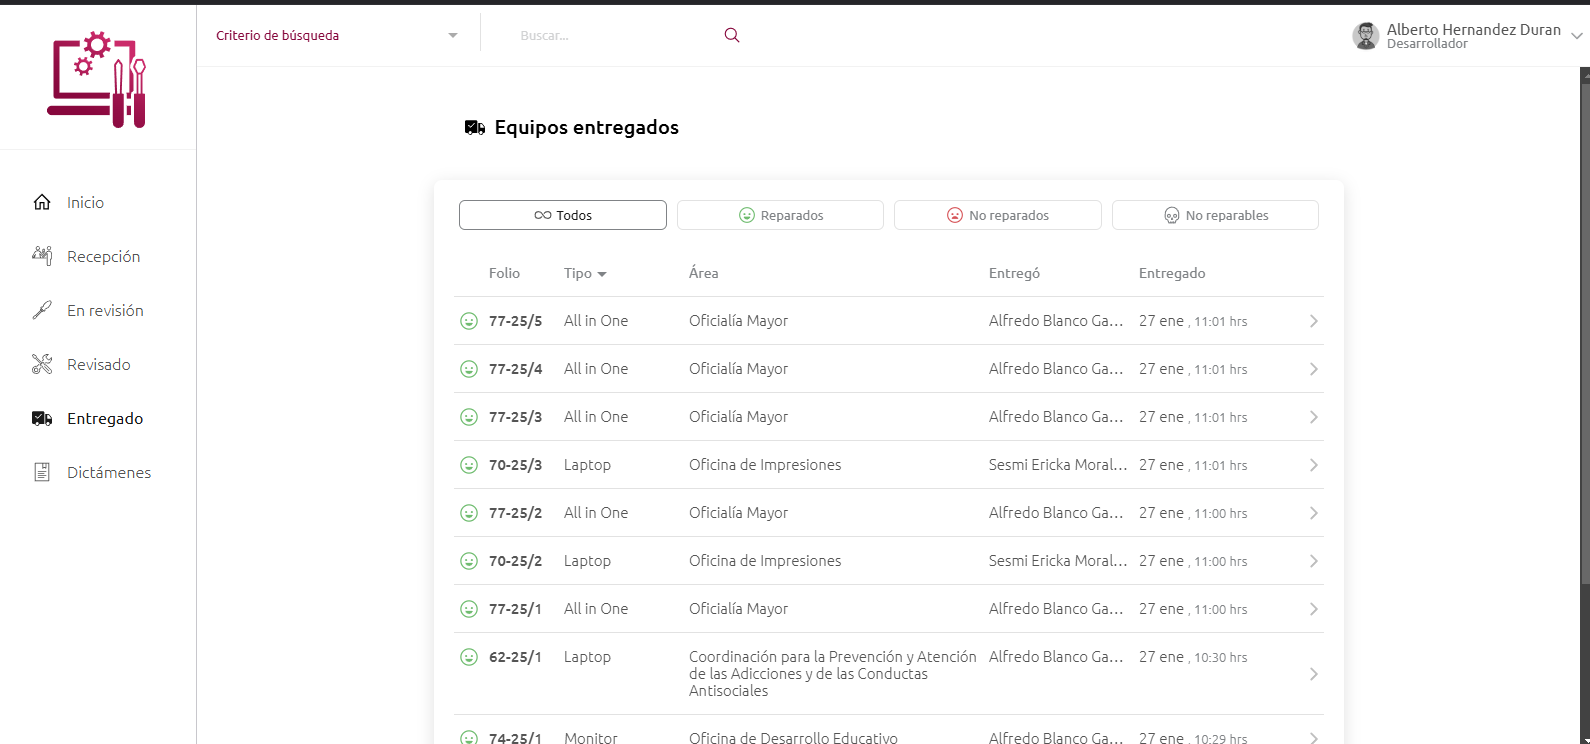 Criterio de búsqueda
Buscar...
Alberto Hernandez Duran
Desarrollador
Inicio
Recepción
En revisión
Revisado
Entregado
Dictámenes
Equipos entregados
Todos Reparados No reparados No reparables
Folio Tipo Área Entregó Entregado
77-25/5 All in One Oficialía Mayor Alfredo Blanco Ga... 27 ene , 11:01 hrs
77-25/4 All in One Oficialía Mayor Alfredo Blanco Ga... 27 ene , 11:01 hrs
77-25/3 All in One Oficialía Mayor Alfredo Blanco Ga... 27 ene , 11:01 hrs
70-25/3 Laptop Oficina de Impresiones Sesmi Ericka Moral... 27 ene , 11:01 hrs
77-25/2 All in One Oficialía Mayor Alfredo Blanco Ga... 27 ene , 11:00 hrs
70-25/2 Laptop Oficina de Impresiones Sesmi Ericka Moral... 27 ene , 11:00 hrs
77-25/1 All in One Oficialía Mayor Alfredo Blanco Ga... 27 ene , 11:00 hrs
62-25/1 Laptop Coordinación para la Prevención y Atención Alfredo Blanco Ga... 27 ene , 10:30 hrs
de las Adicciones y de las Conductas
Antisociales
74-25/1 Monitor Oficina de Desarrollo Educativo Alfredo Blanco Ga... 27 ene , 10:29 hrs